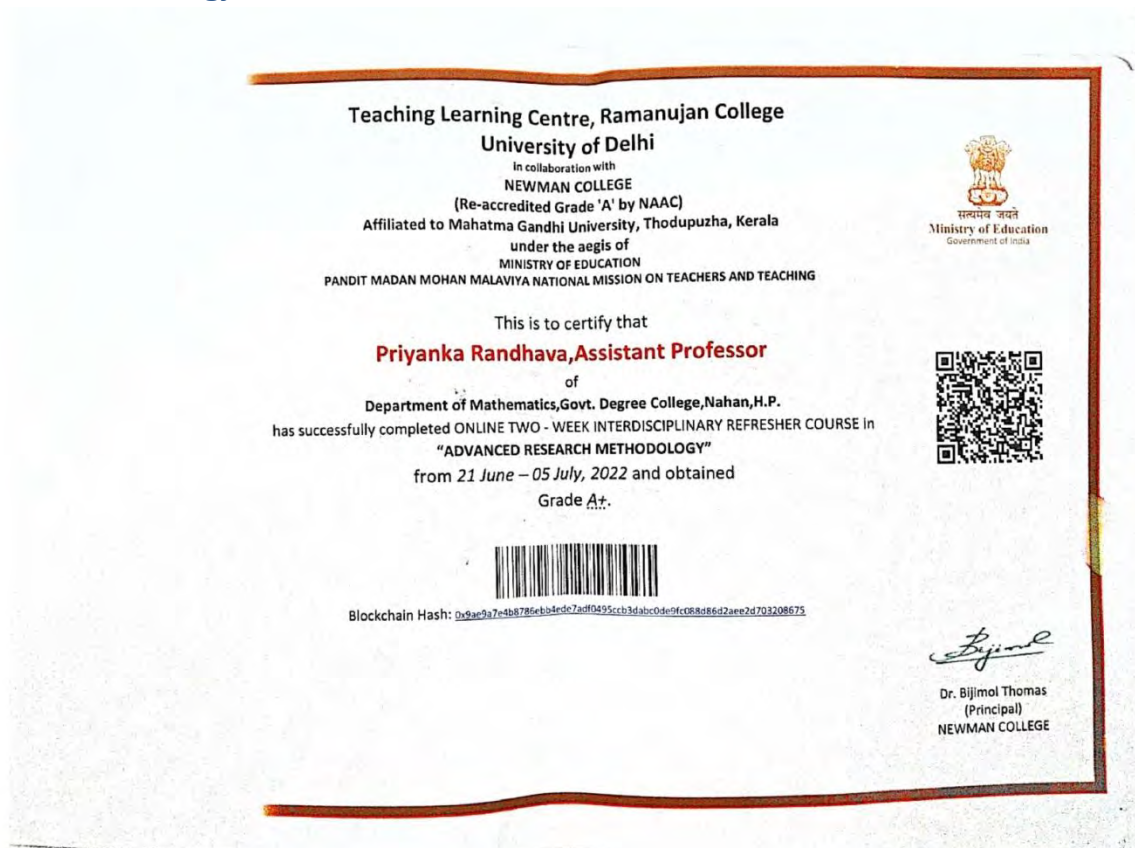 Teaching Learning Centre, Ramanujan College
University of Delhi
in collaboration with
NEWMAN COLLEGE
(Re-accredited Grade 'A' by NAAC)
Affiliated to Mahatma Gandhi University, Thodupuzha, Kerala
under the aegis of
MINISTRY OF EDUCATION
PANDIT MADAN MOHAN MALAVIYA NATIONAL MISSION ON TEACHERS AND TEACHING
सत्यमेव जयते
Ministry of Education
Government of India
This is to certify that
Priyanka Randhava,Assistant Professor
of
Department of Mathematics,Govt. Degree College,Nahan,H.P.
has successfully completed ONLINE TWO - WEEK INTERDISCIPLINARY REFRESHER COURSE in
“ADVANCED RESEARCH METHODOLOGY”
from 21 June – 05 July, 2022 and obtained
Grade A+.
Blockchain Hash: 0x9ae9a7e4b8786ebb4ede7adf0495ccb3dabc0de9fc088d86d2aee2d703208675
Bijimol
Dr. Bijimol Thomas
(Principal)
NEWMAN COLLEGE